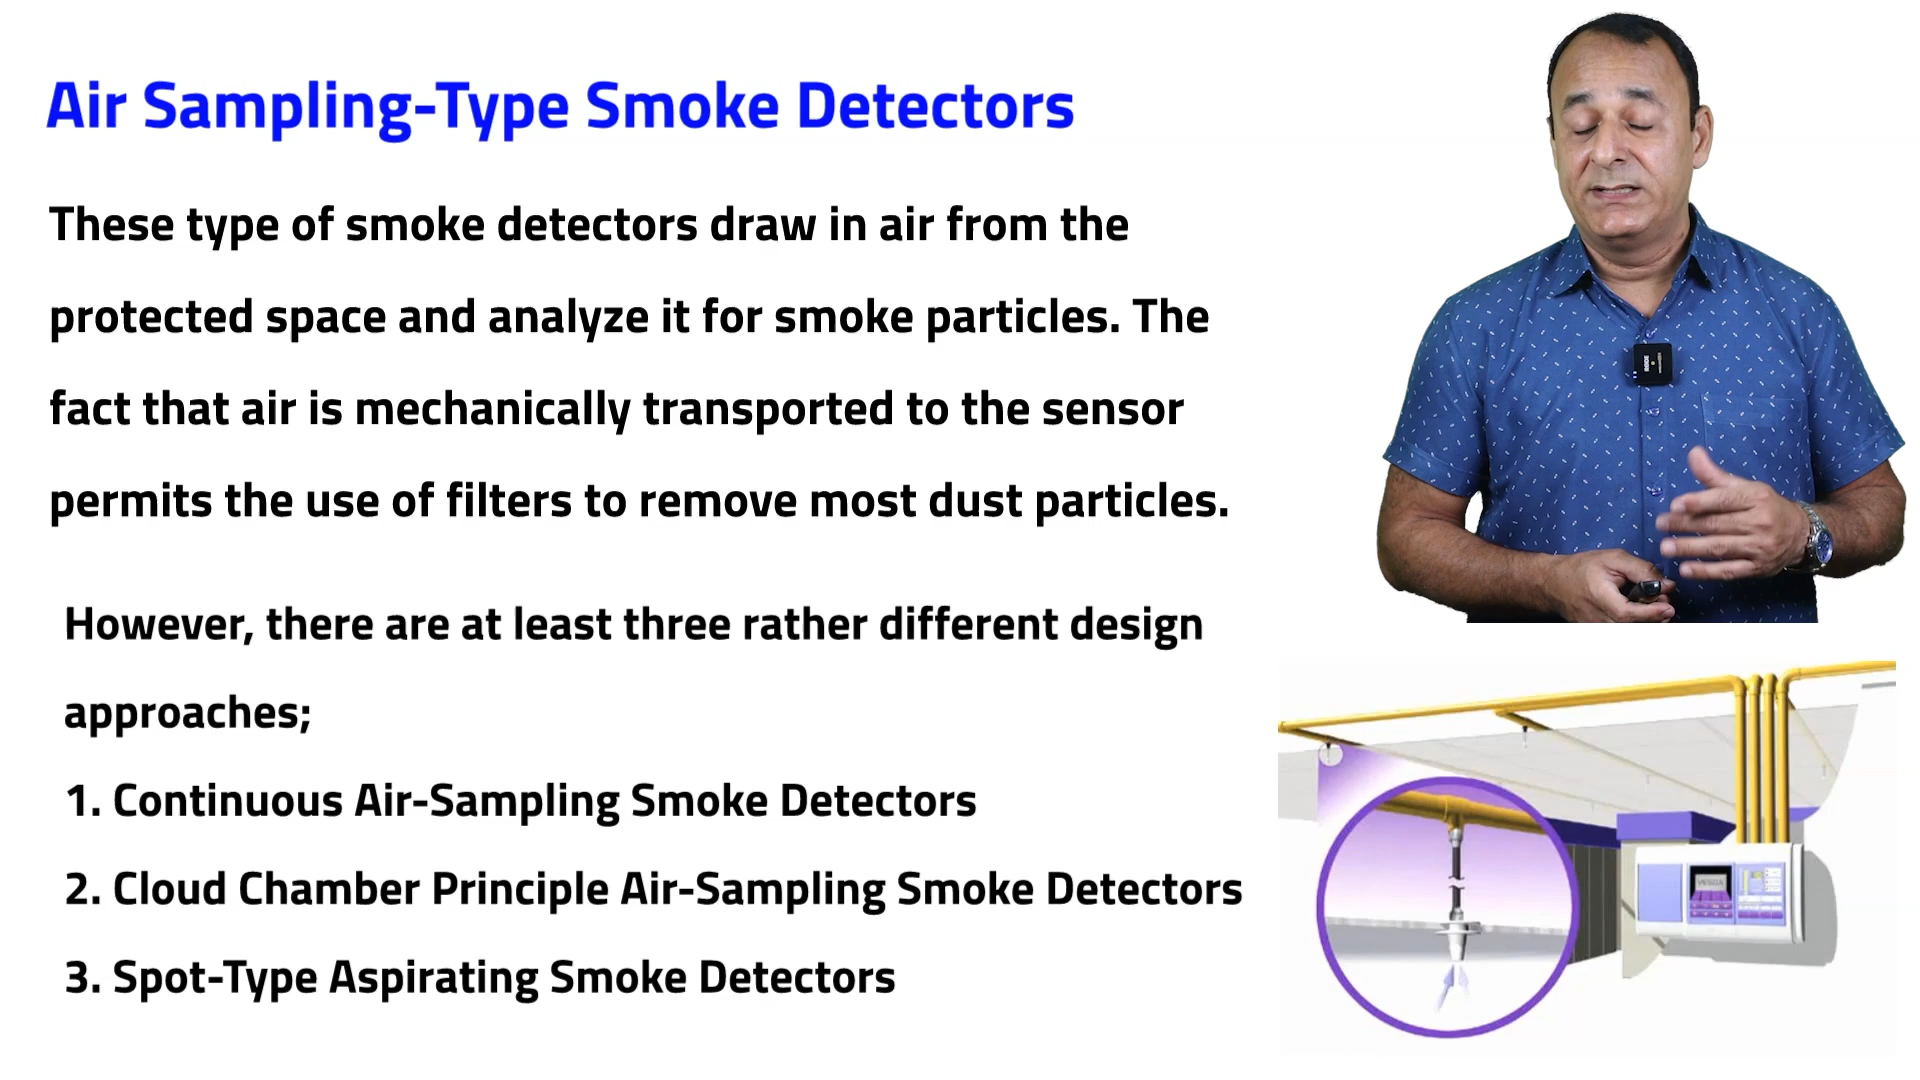 Air Sampling-Type Smoke Detectors
These type of smoke detectors draw in air from the
protected space and analyze it for smoke particles. The
fact that air is mechanically transported to the sensor
permits the use of filters to remove most dust particles.
However, there are at least three rather different design
approaches;
1. Continuous Air-Sampling Smoke Detectors
2. Cloud Chamber Principle Air-Sampling Smoke Detectors
3. Spot-Type Aspirating Smoke Detectors